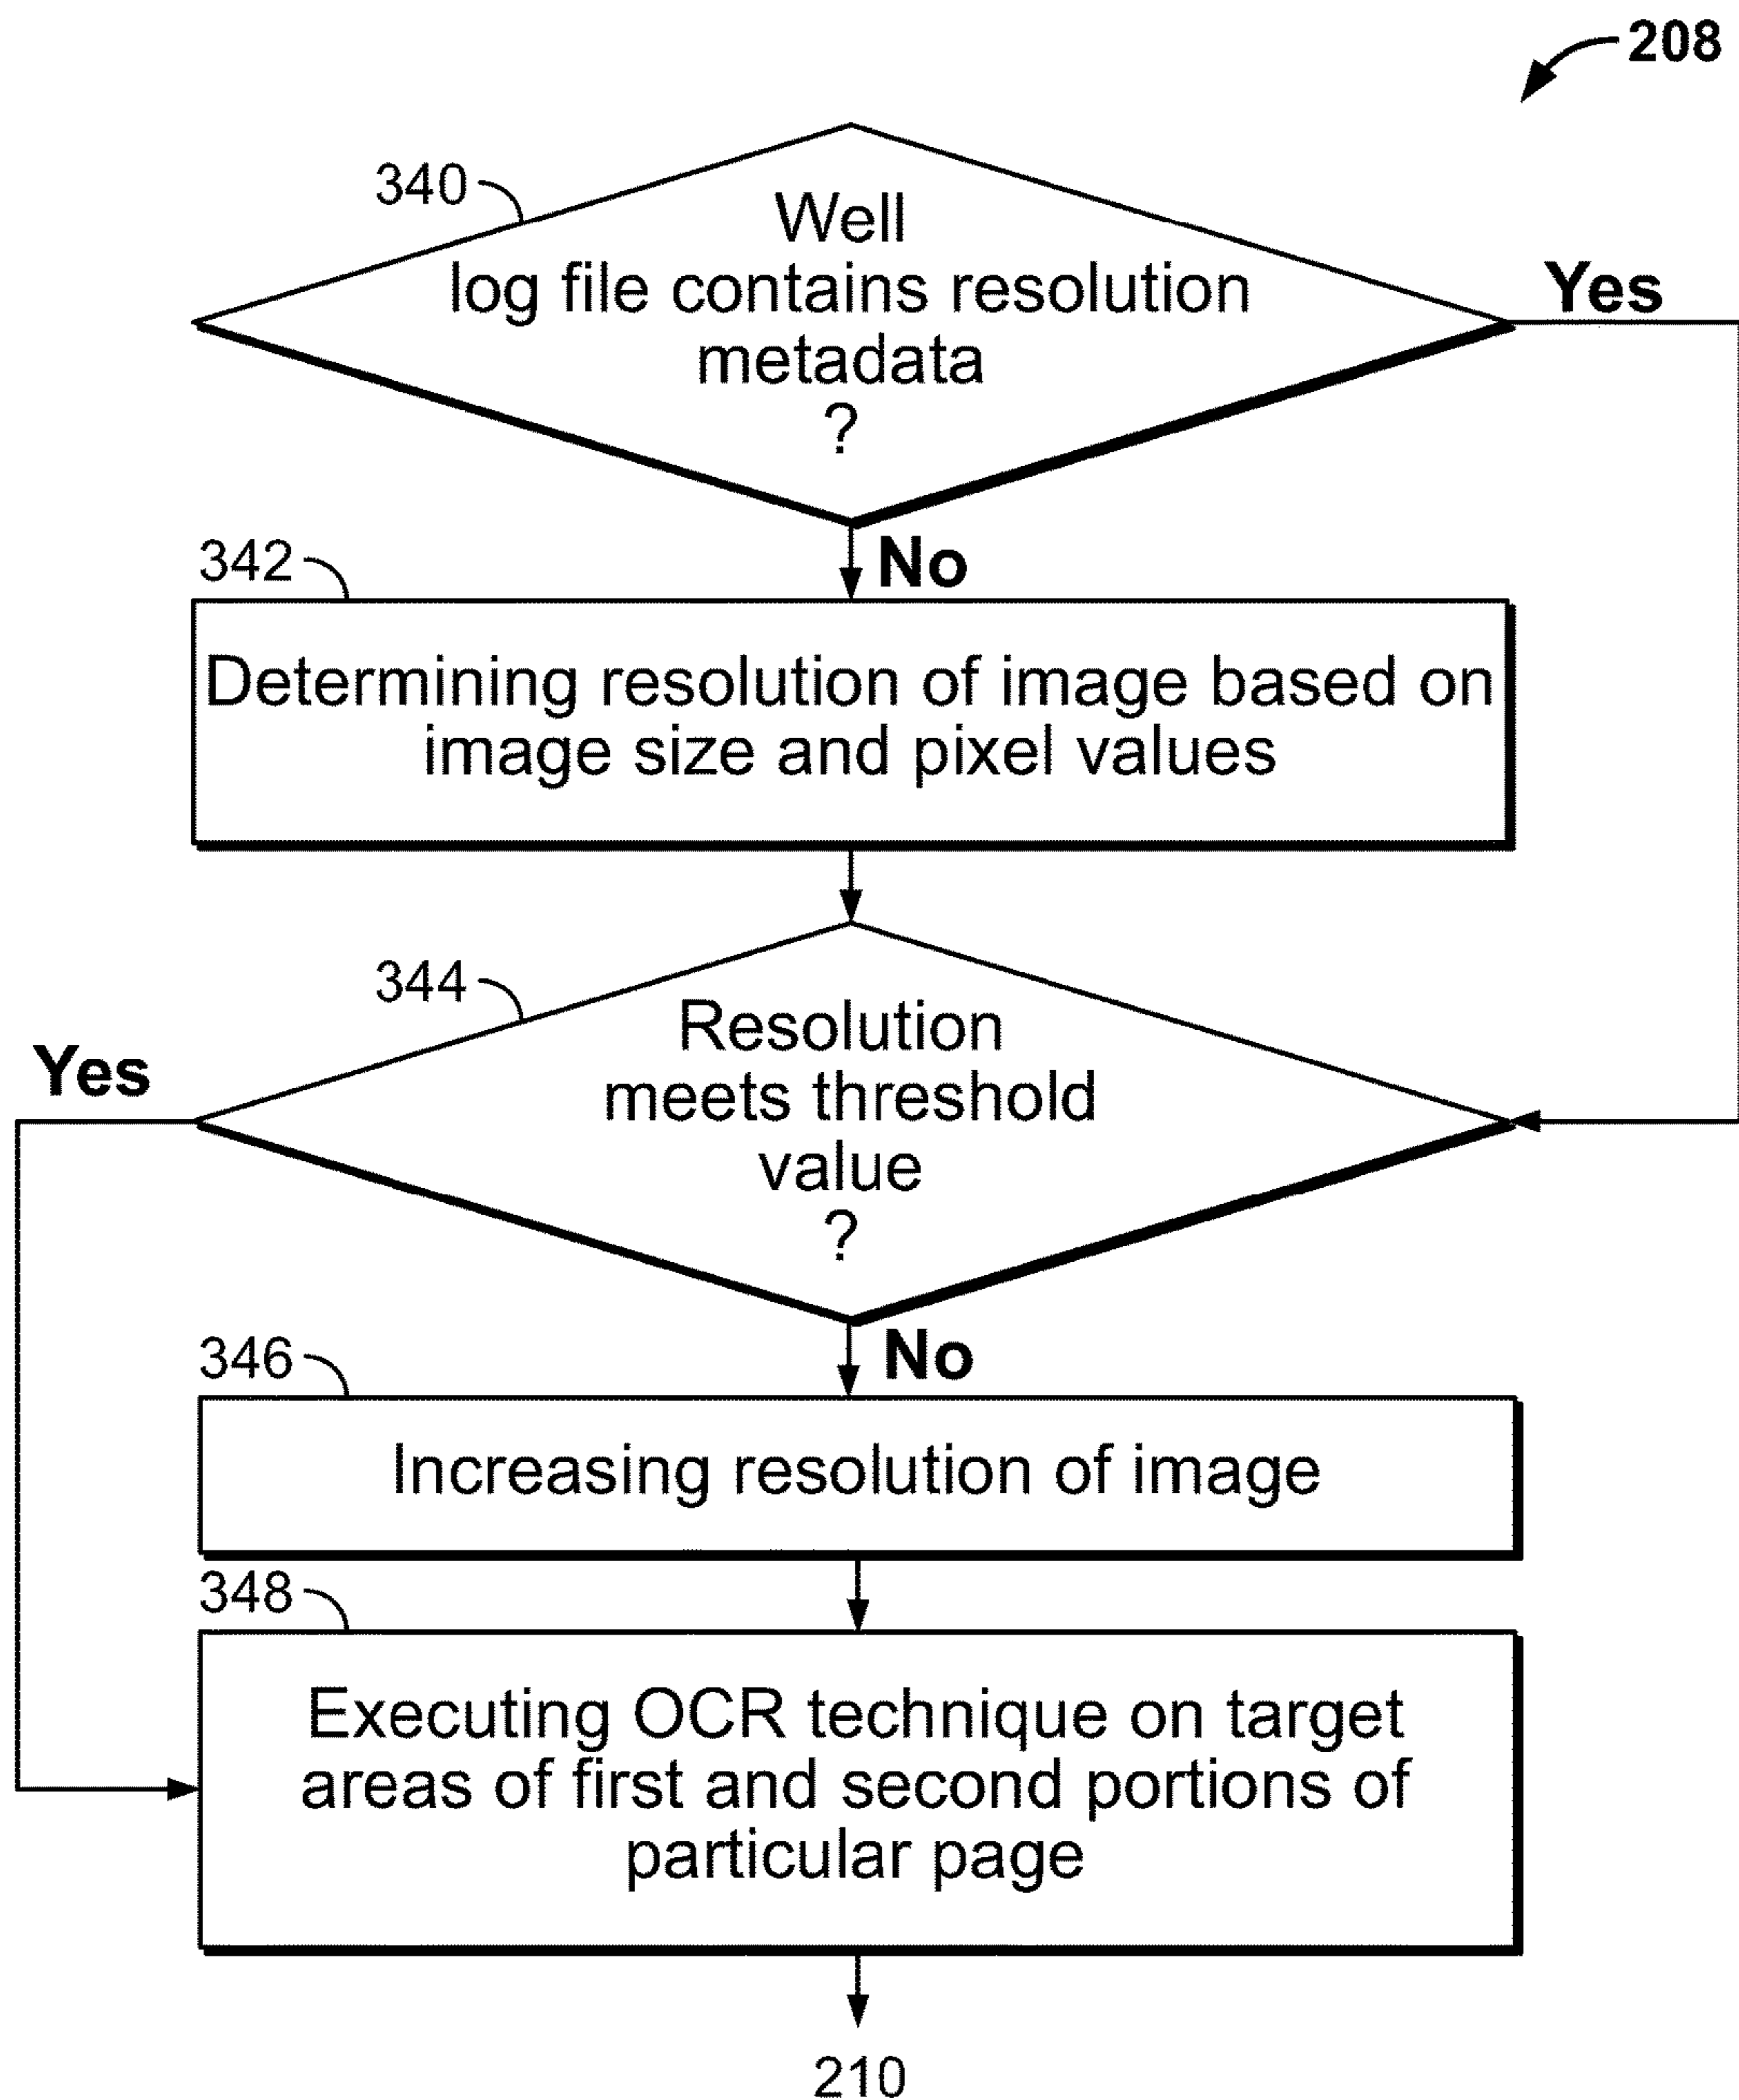 208
340
Well
log file contains resolution
metadata
?
Yes
No
342
Determining resolution of image based on
image size and pixel values
344
Resolution
meets threshold
value
?
Yes
No
346
Increasing resolution of image
348
Executing OCR technique on target
areas of first and second portions of
particular page
210